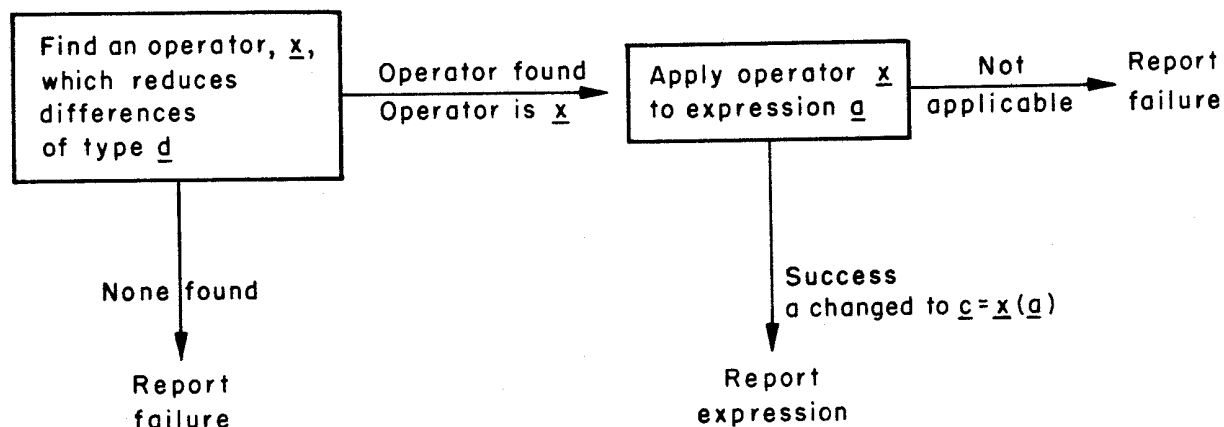 Find an operator, x,
which reduces
differences
of type d
Operator found
Operator is x
Apply operator x
to expression a
Not
applicable
Report
failure
None found
Success
a changed to c = x (a)
Report
failure
Report
expression